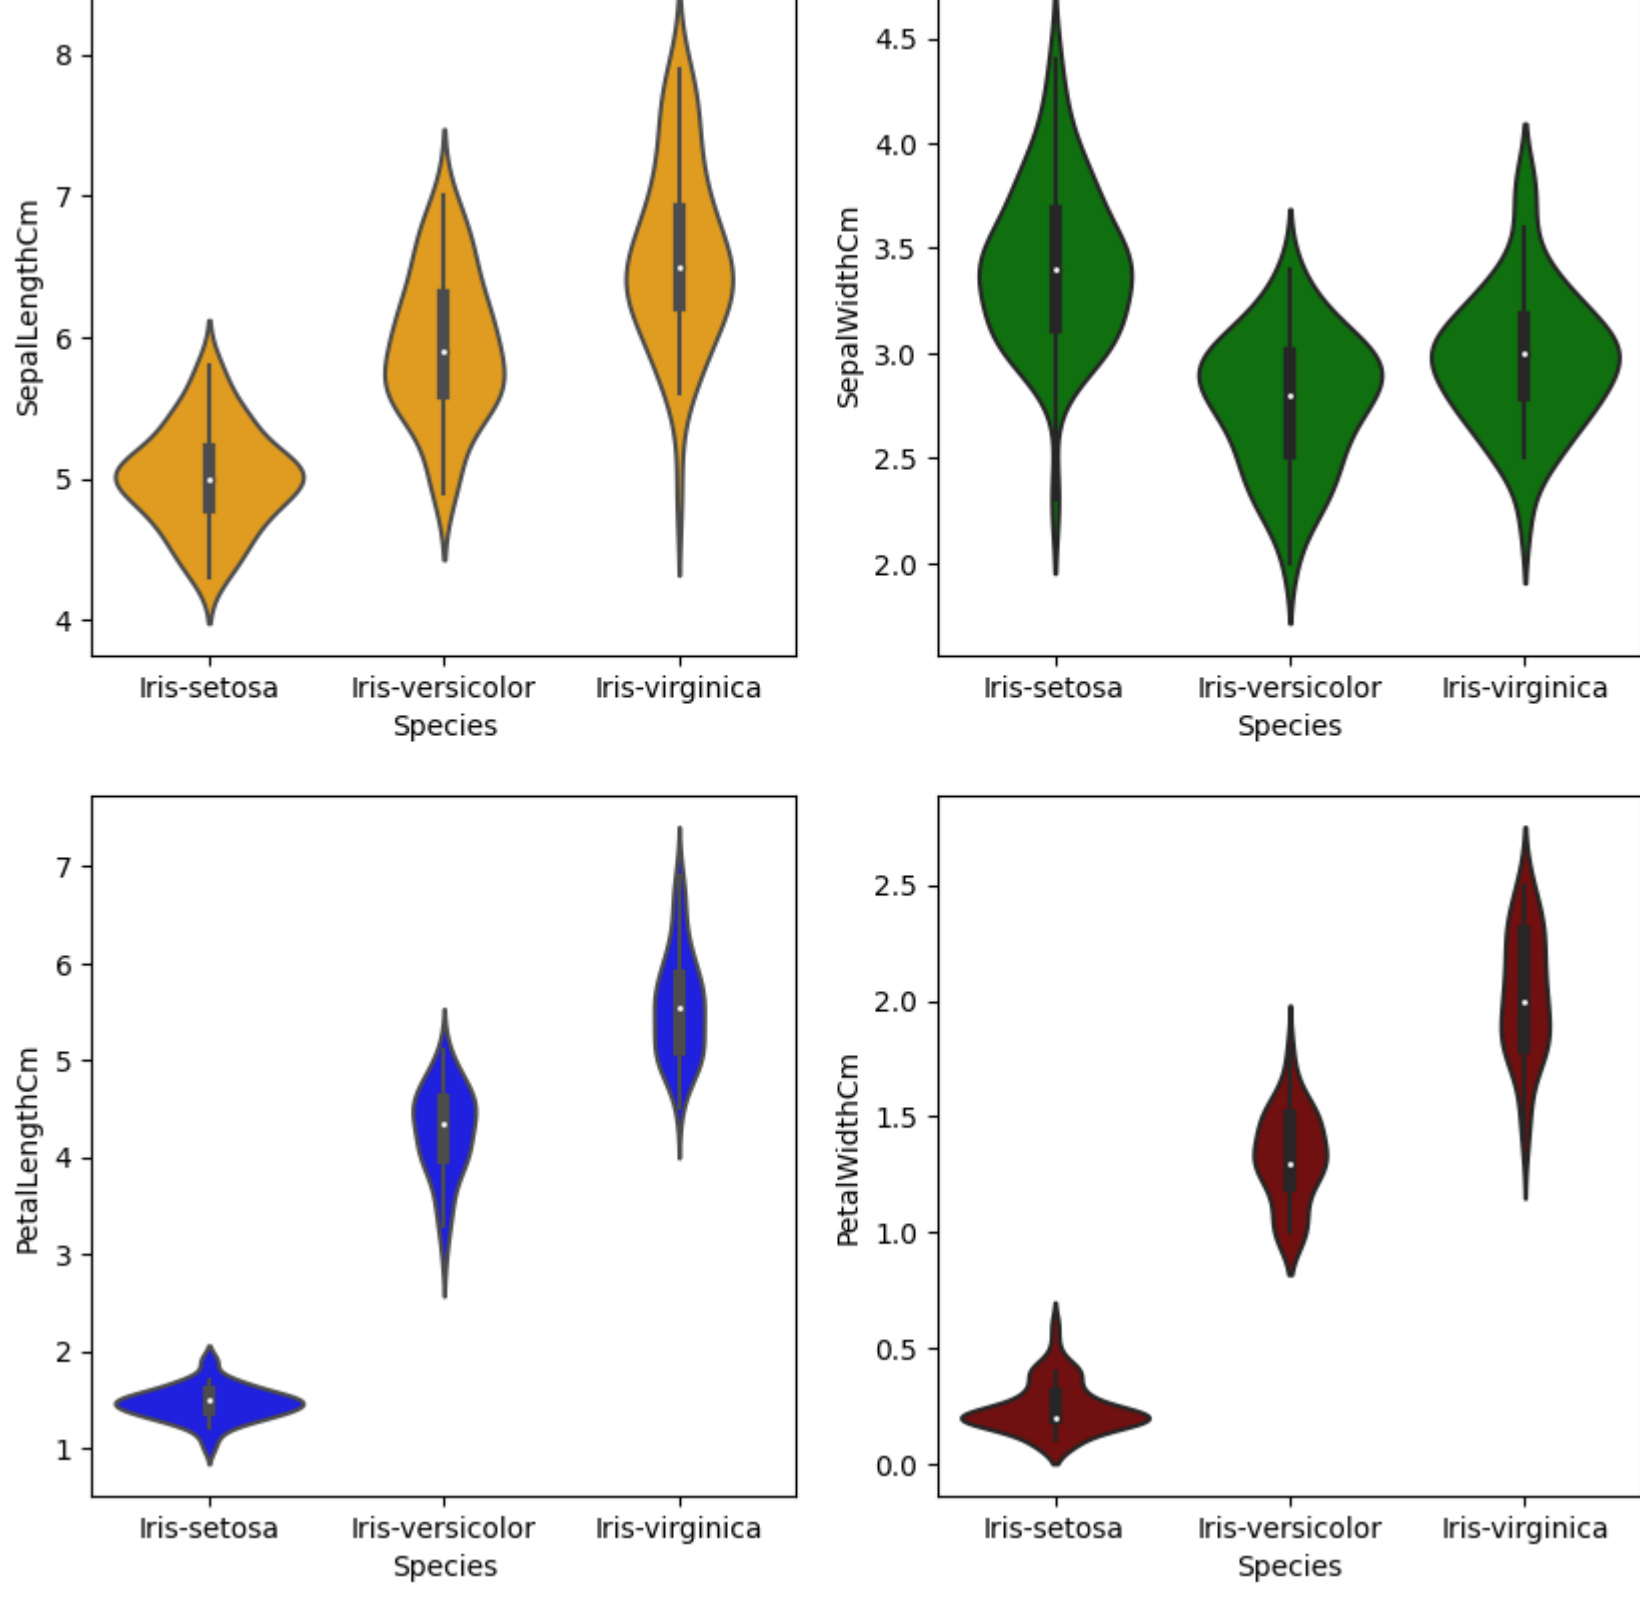 8
7
6
5
4
SepalLengthCm
Iris-setosa Iris-versicolor Iris-virginica
Species
4.5
4.0
3.5
3.0
2.5
2.0
SepalWidthCm
Iris-setosa Iris-versicolor Iris-virginica
Species
7
6
5
4
3
2
1
PetalLengthCm
Iris-setosa Iris-versicolor Iris-virginica
Species
2.5
2.0
1.5
1.0
0.5
0.0
PetalWidthCm
Iris-setosa Iris-versicolor Iris-virginica
Species